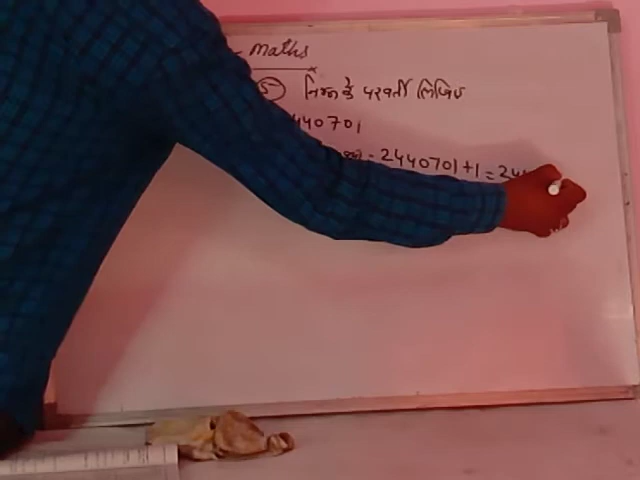 Maths
5 निम्न के परवर्ती लिखिए
440701
= 2440701+1 = 24